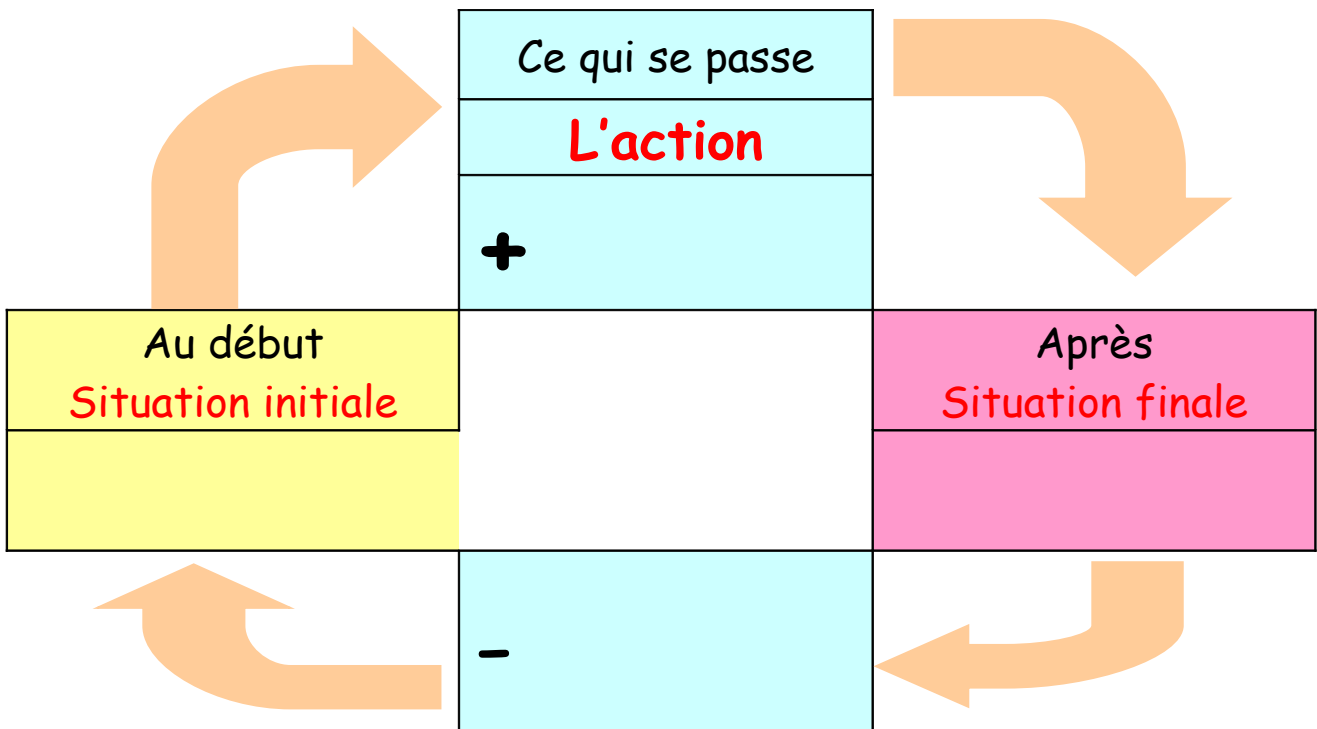 Ce qui se passe
L'action
+
Au début
Situation initiale
Après
Situation finale
-